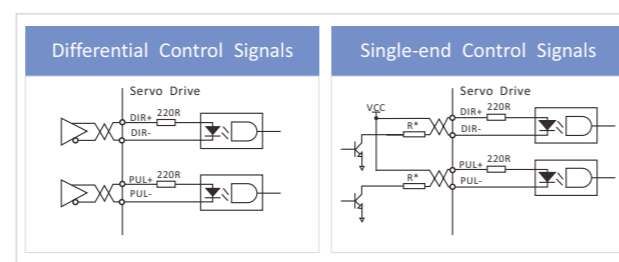 Differential Control Signals
Servo Drive
DIR+ 220R
DIR-
PUL+ 220R
PUL-
Single-end Control Signals
Servo Drive
VCC
DIR+ 220R
R*
DIR-
PUL+ 220R
R*
PUL-